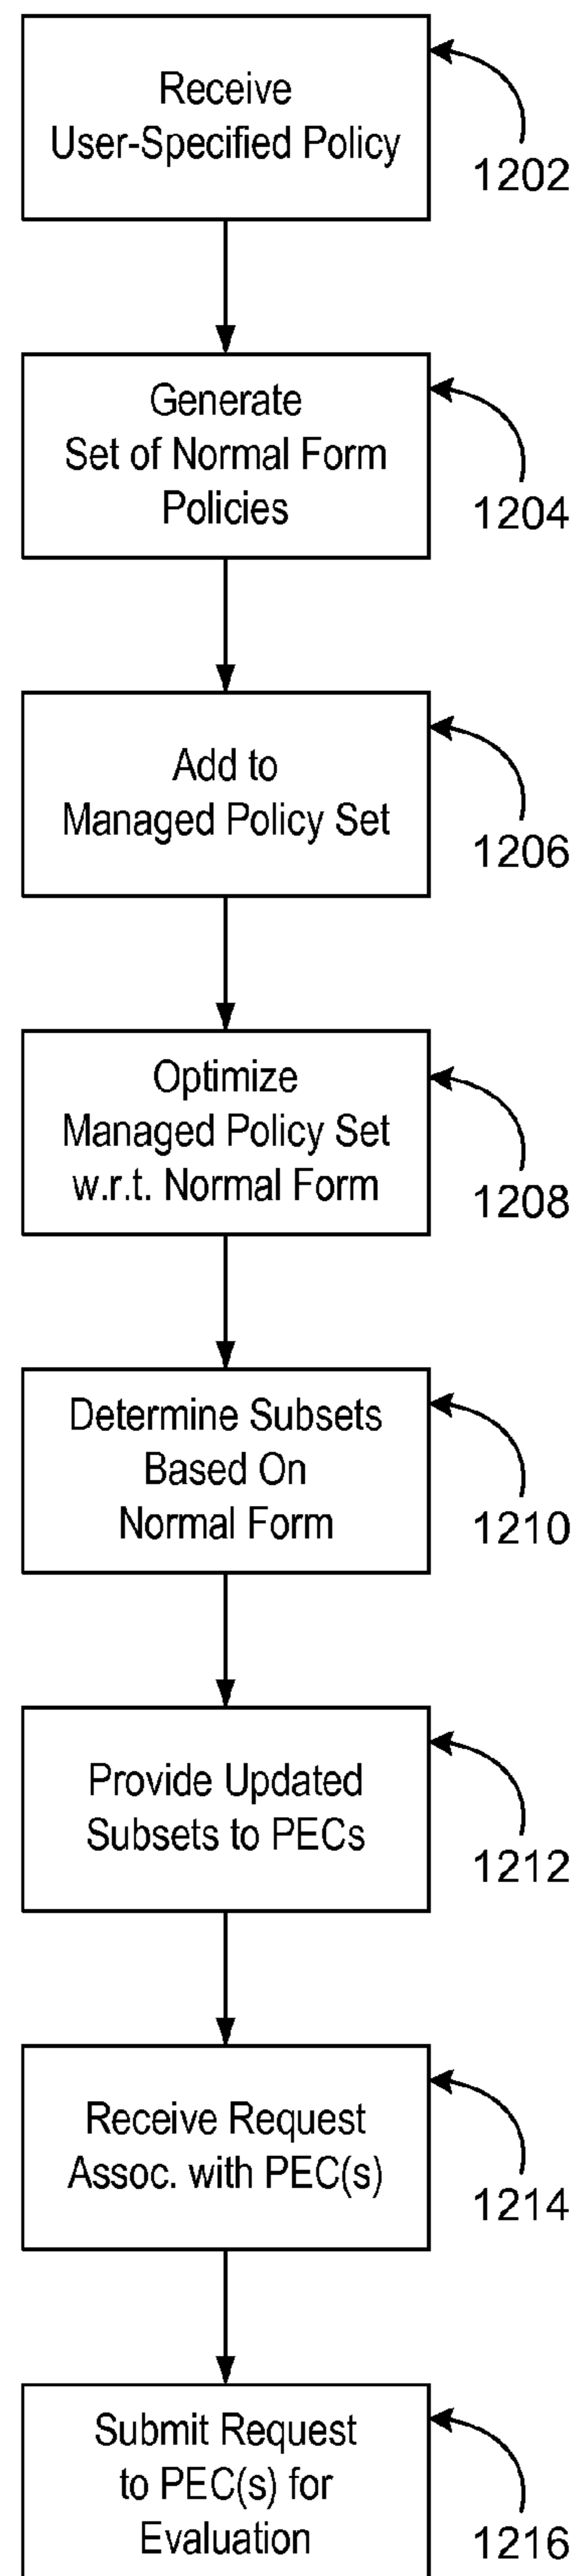 Receive
User-Specified Policy
1202
Generate
Set of Normal Form
Policies
1204
Add to
Managed Policy Set
1206
Optimize
Managed Policy Set
w.r.t. Normal Form
1208
Determine Subsets
Based On
Normal Form
1210
Provide Updated
Subsets to PECs
1212
Receive Request
Assoc. with PEC(s)
1214
Submit Request
to PEC(s) for
Evaluation
1216